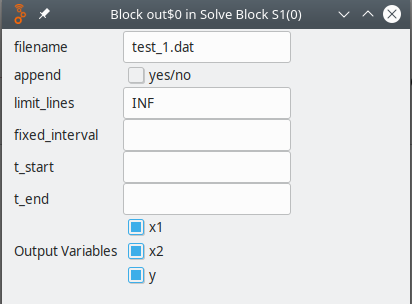 Block out$0 in Solve Block S1(0)
filename test_1.dat
append yes/no
limit_lines INF
fixed_interval
t_start
t_end
x1
Output Variables x2
y